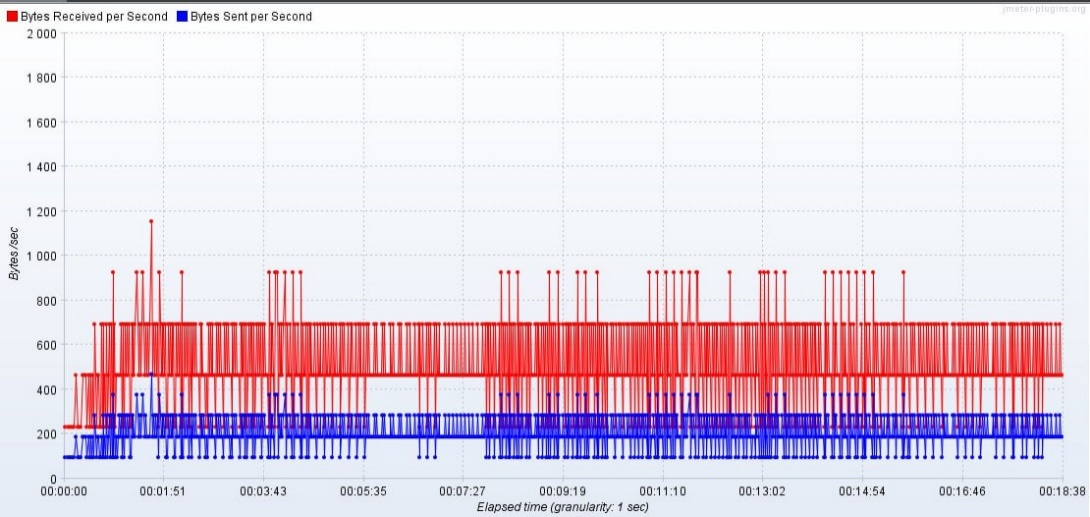 jmeter-plugins.org
Bytes Received per Second Bytes Sent per Second
2 000
1 800
1 600
1 400
1 200
1 000
800
600
400
200
0
Bytes /sec
00:00:00 00:01:51 00:03:43 00:05:35 00:07:27 00:09:19 00:11:10 00:13:02 00:14:54 00:16:46 00:18:38
Elapsed time (granularity: 1 sec)